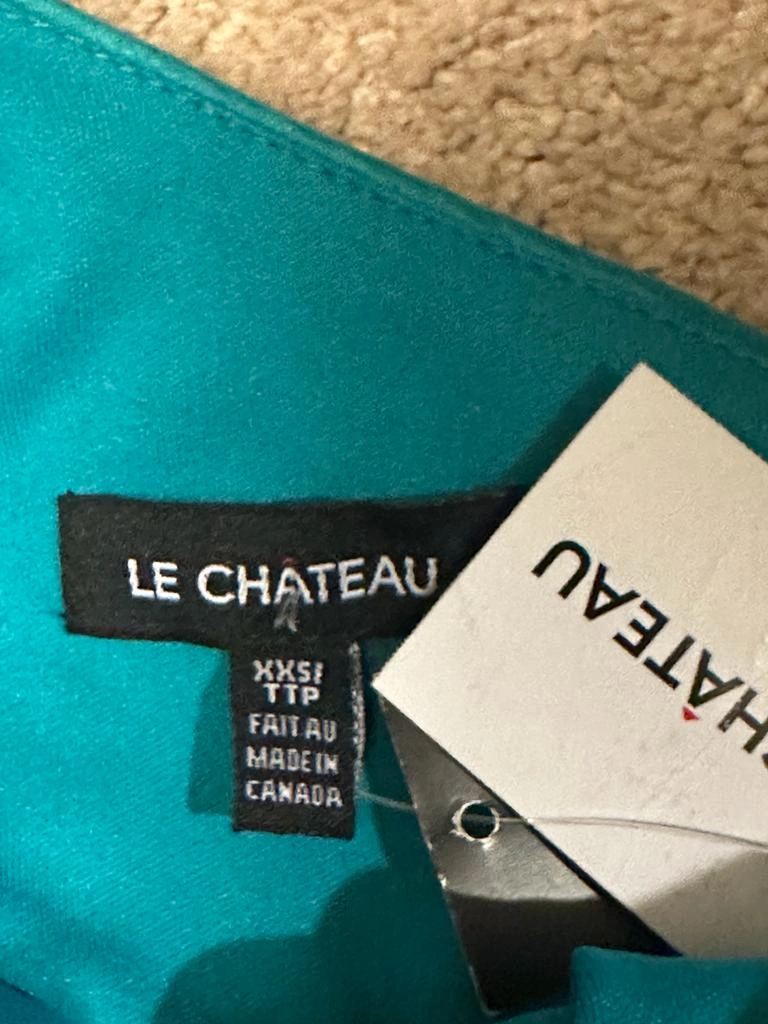 LE CHÂTEAU
XXS/
TTP
FAIT AU
MADE IN
CANADA
CHÂTEAU